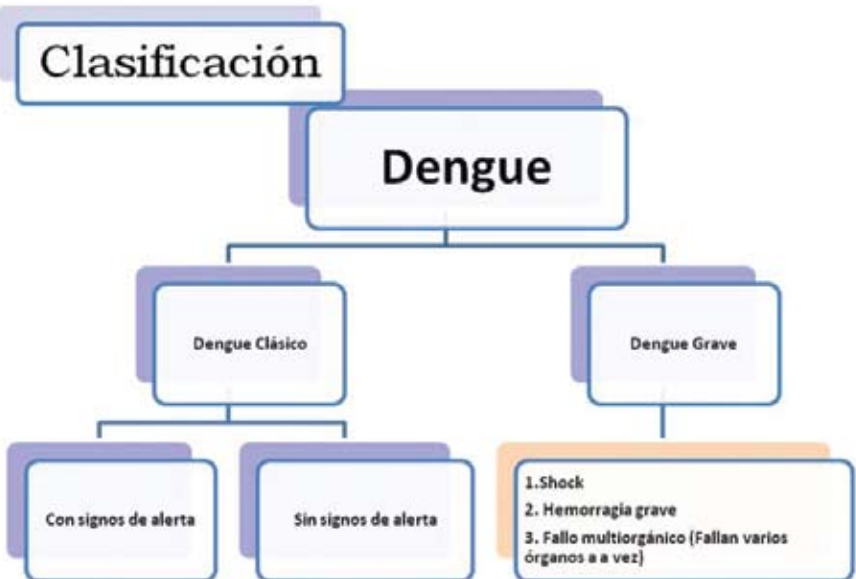 Clasificación
Dengue
Dengue Clásico
Dengue Grave
Con signos de alerta
Sin signos de alerta
1.Shock
2. Hemorragia grave
3. Fallo multiorgánico (Fallan varios
órganos a a vez)